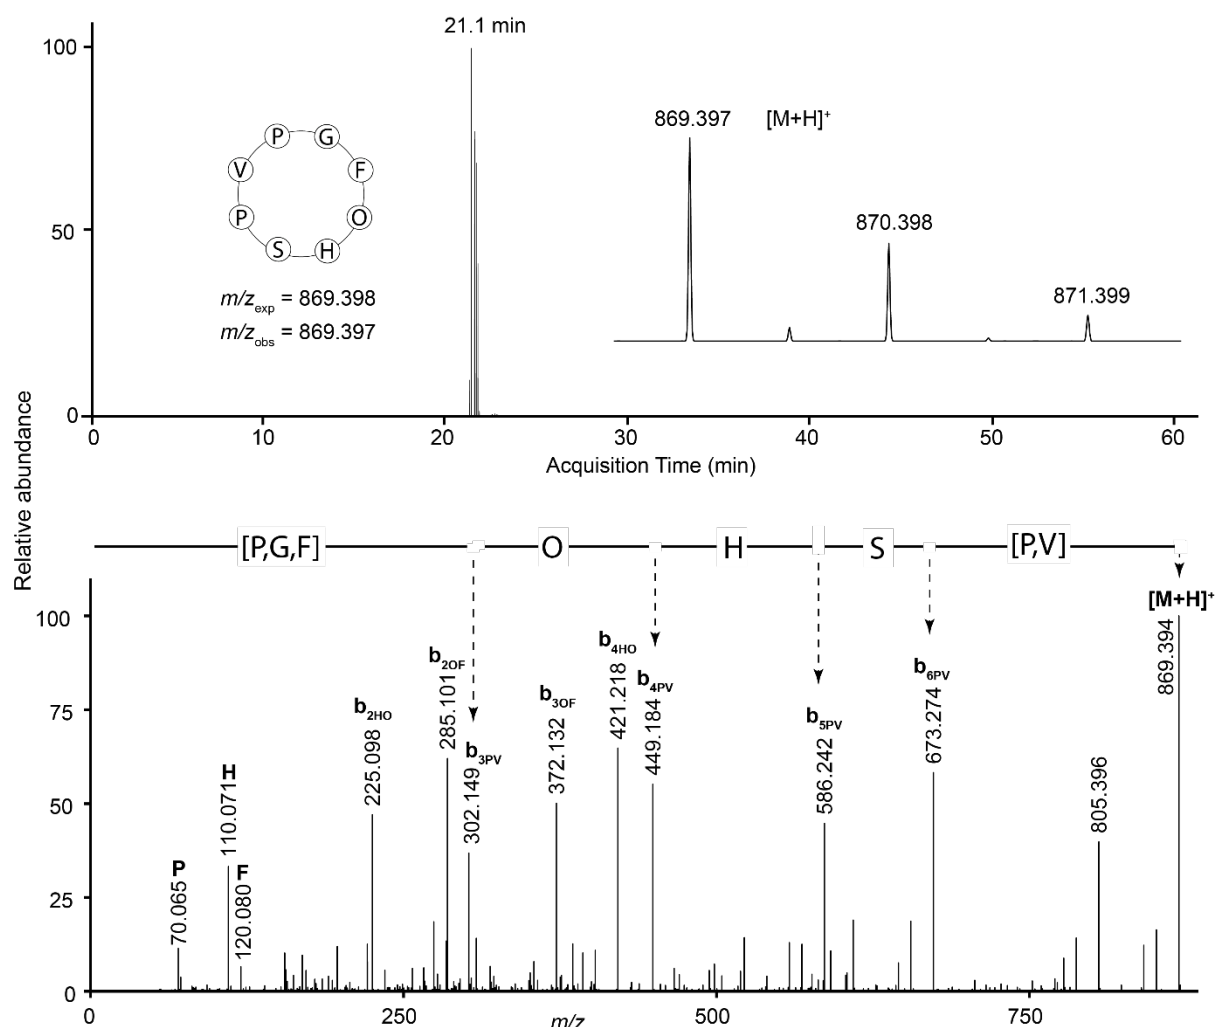 21.1 min
100
50
0
P G
V F
P O
S H
m/zexp = 869.398
m/zobs = 869.397
869.397 [M+H]+
870.398
871.399
0 10 20 30 40 50 60
Acquisition Time (min)
Relative abundance
[P,G,F] O H S [P,V]
100
75
50
25
0
P
70.065
H
110.071
F
120.080
b2HO
225.098
b2OF
285.101
b3PV
302.149
b3OF
372.132
b4HO
421.218
b4PV
449.184
b5PV
586.242
b6PV
673.274
805.396
[M+H]+
869.394
0 250 500 750
m/z